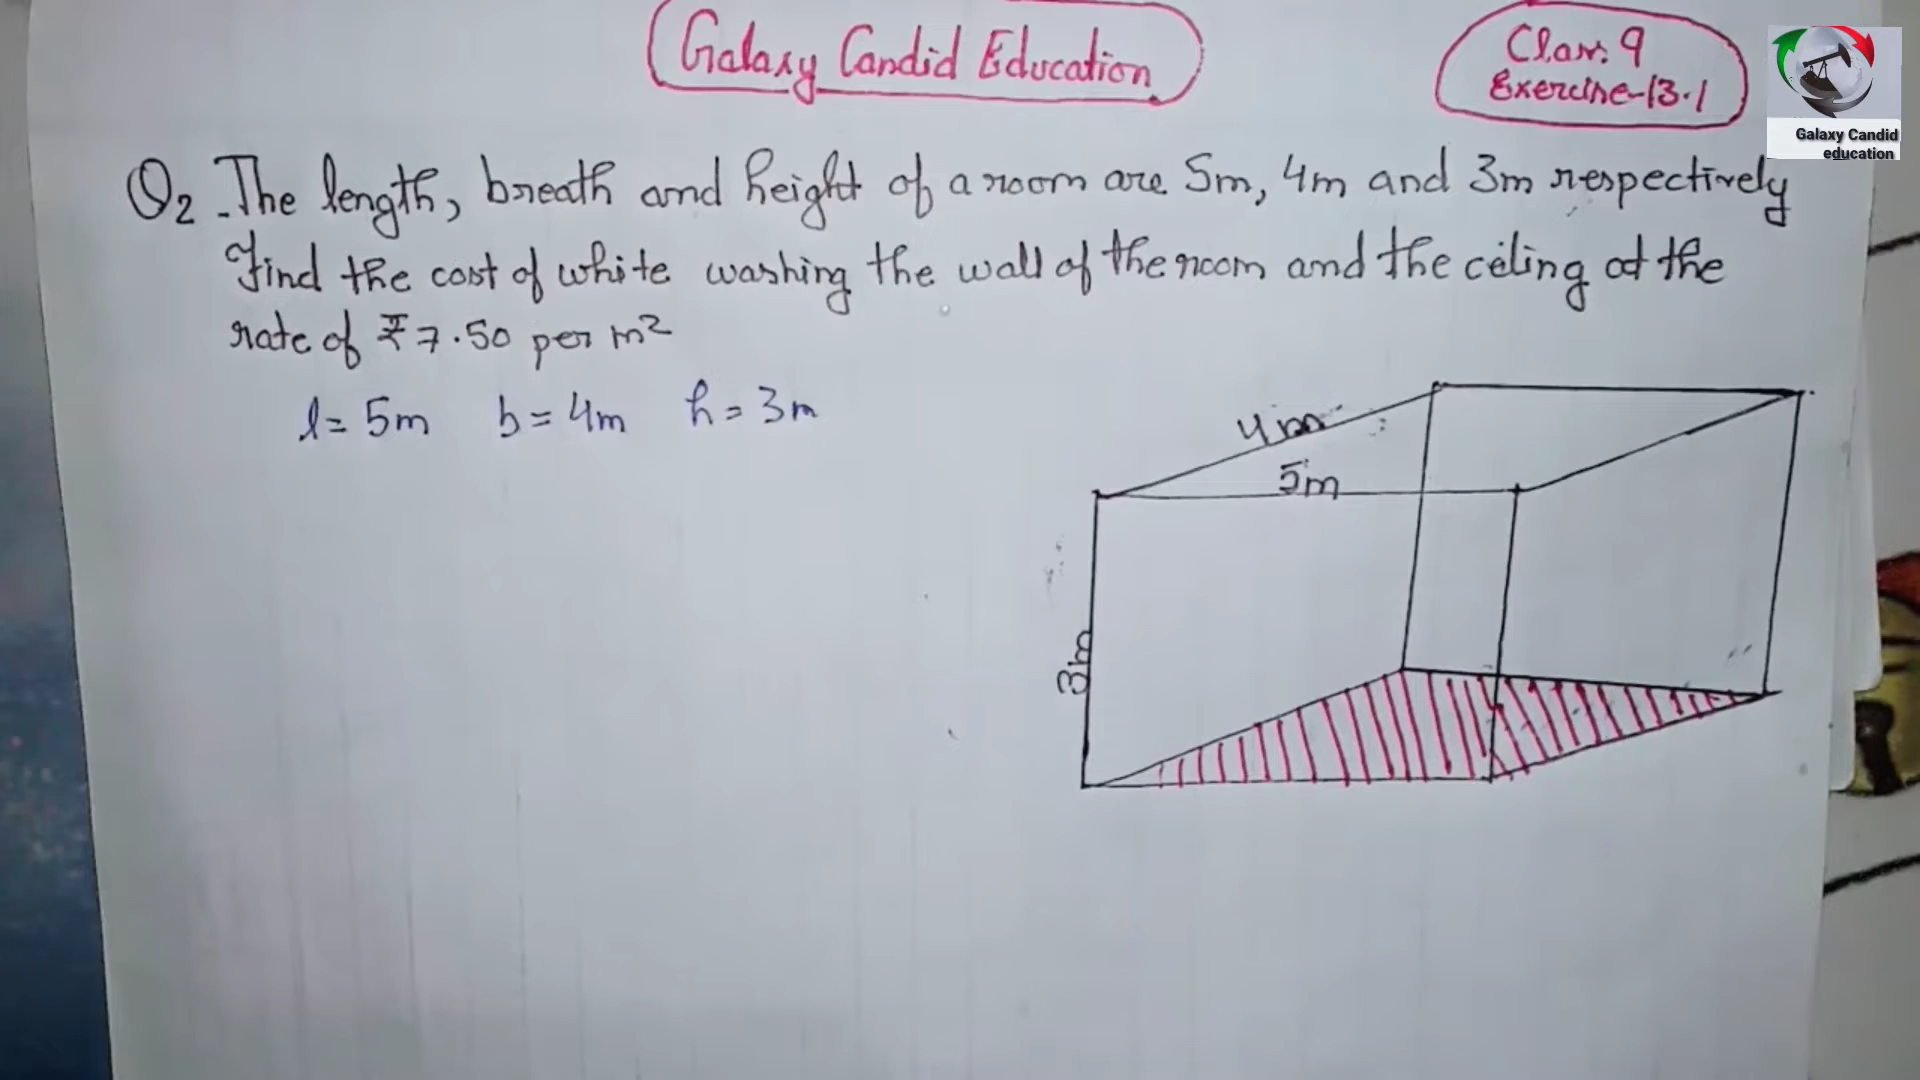 Galaxy Candid Education
Class: 9
Exercise-13.1
Galaxy Candid
education
Q2 - The length, breath and height of a room are 5m, 4m and 3m respectively
Find the cost of white washing the wall of the room and the ceiling at the
rate of ₹7.50 per m²
l = 5m b = 4m h = 3m
4m
5m
3m